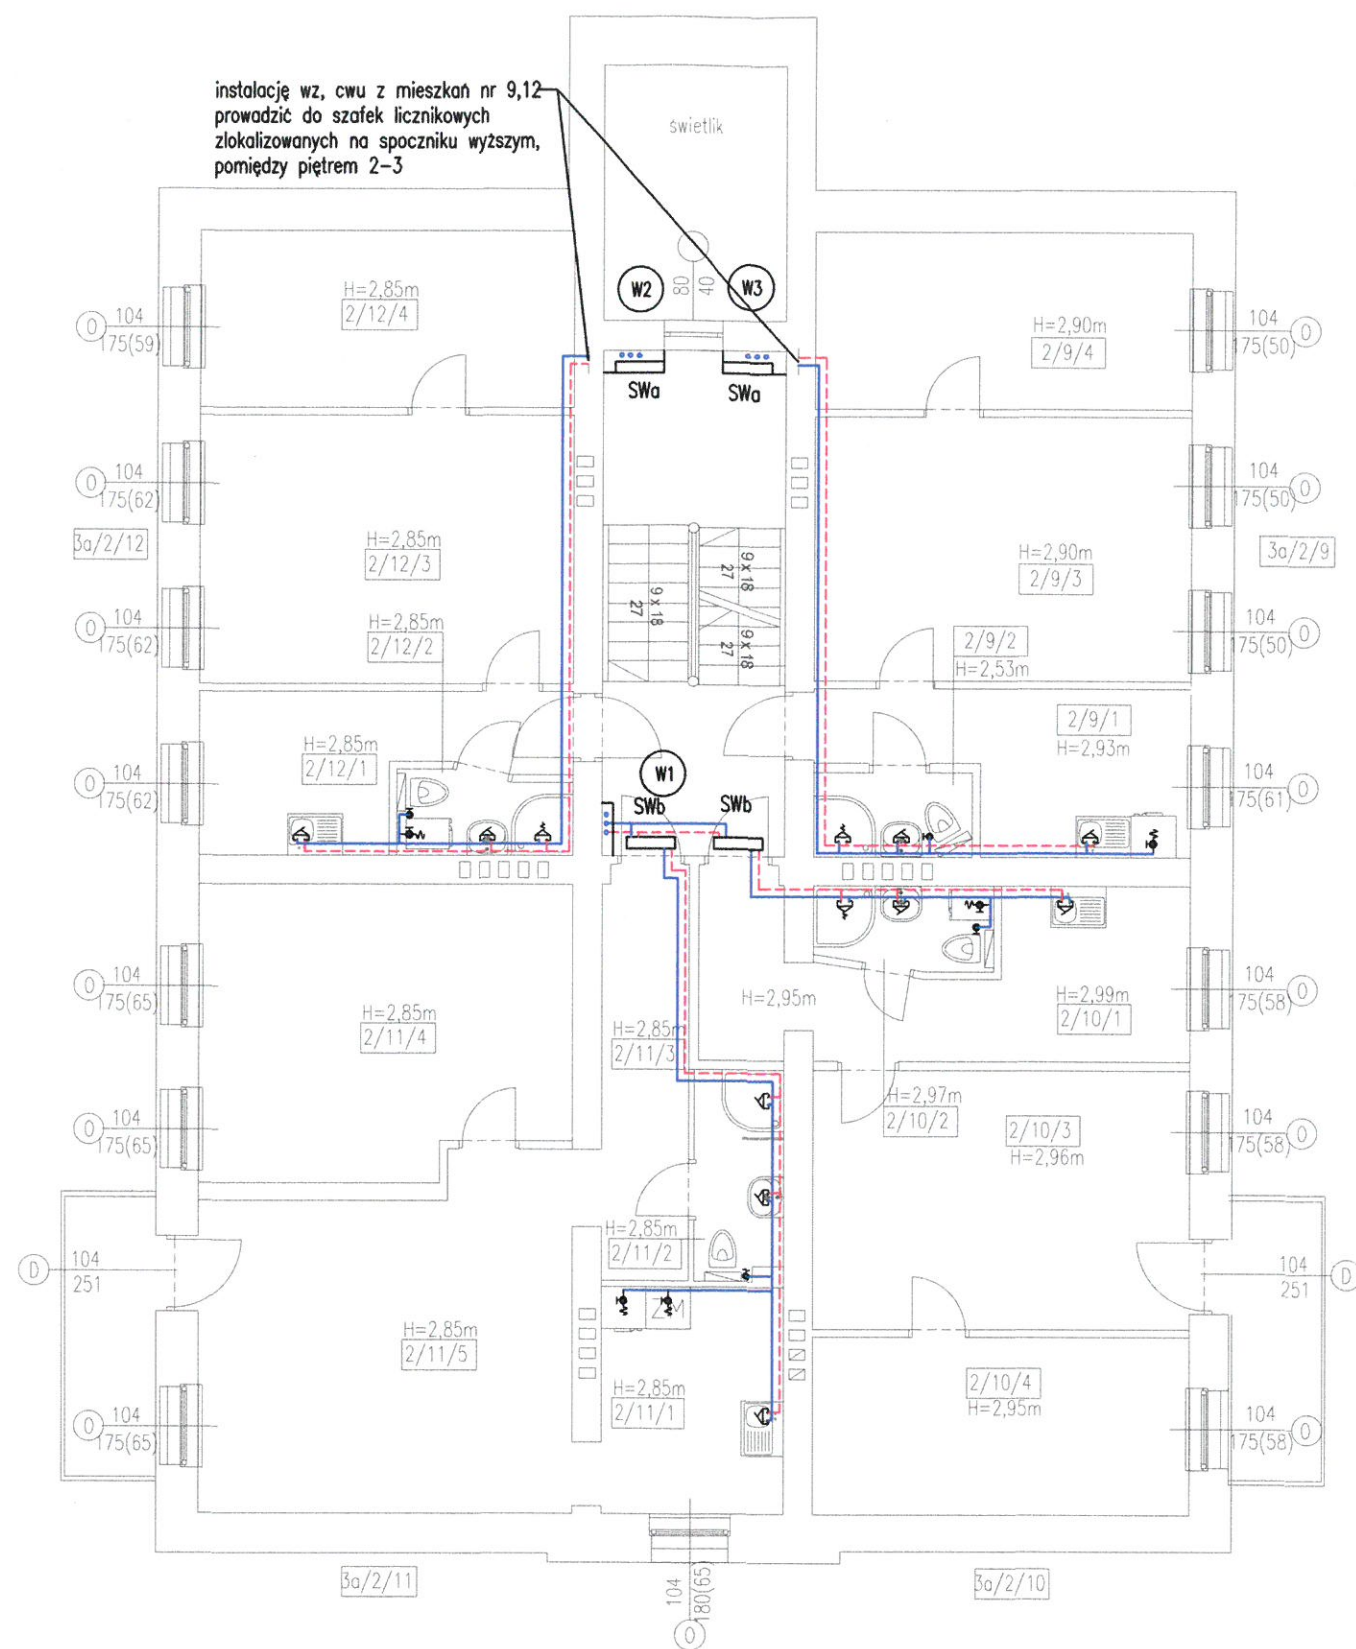 instalację wz, cwu z mieszkań nr 9,12
prowadzić do szafek licznikowych
zlokalizowanych na spoczniku wyższym,
pomiędzy piętrem 2-3
świetlik
W2
80
40
W3
H=2,85m
2/12/4
H=2,90m
2/9/4
O
104
175(59)
104
175(50)
O
SWa
SWa
O
104
175(62)
104
175(50)
O
3a/2/12
3a/2/9
H=2,85m
2/12/3
H=2,90m
2/9/3
9 x 18
27
9 x 18
27
9 x 18
27
O
104
175(62)
104
175(50)
O
H=2,85m
2/12/2
2/9/2
H=2,53m
2/9/1
H=2,93m
H=2,85m
2/12/1
W1
O
104
175(62)
104
175(61)
O
SWb
SWb
O
104
175(65)
H=2,85m
2/11/4
H=2,85m
2/11/3
H=2,95m
H=2,99m
2/10/1
104
175(58)
O
O
104
175(65)
H=2,97m
2/10/2
2/10/3
H=2,96m
104
175(58)
O
H=2,85m
2/11/2
D
104
251
104
251
D
ZM
H=2,85m
2/11/5
H=2,85m
2/11/1
2/10/4
H=2,95m
O
104
175(65)
104
175(58)
O
3a/2/11
104
180(65
O
3a/2/10